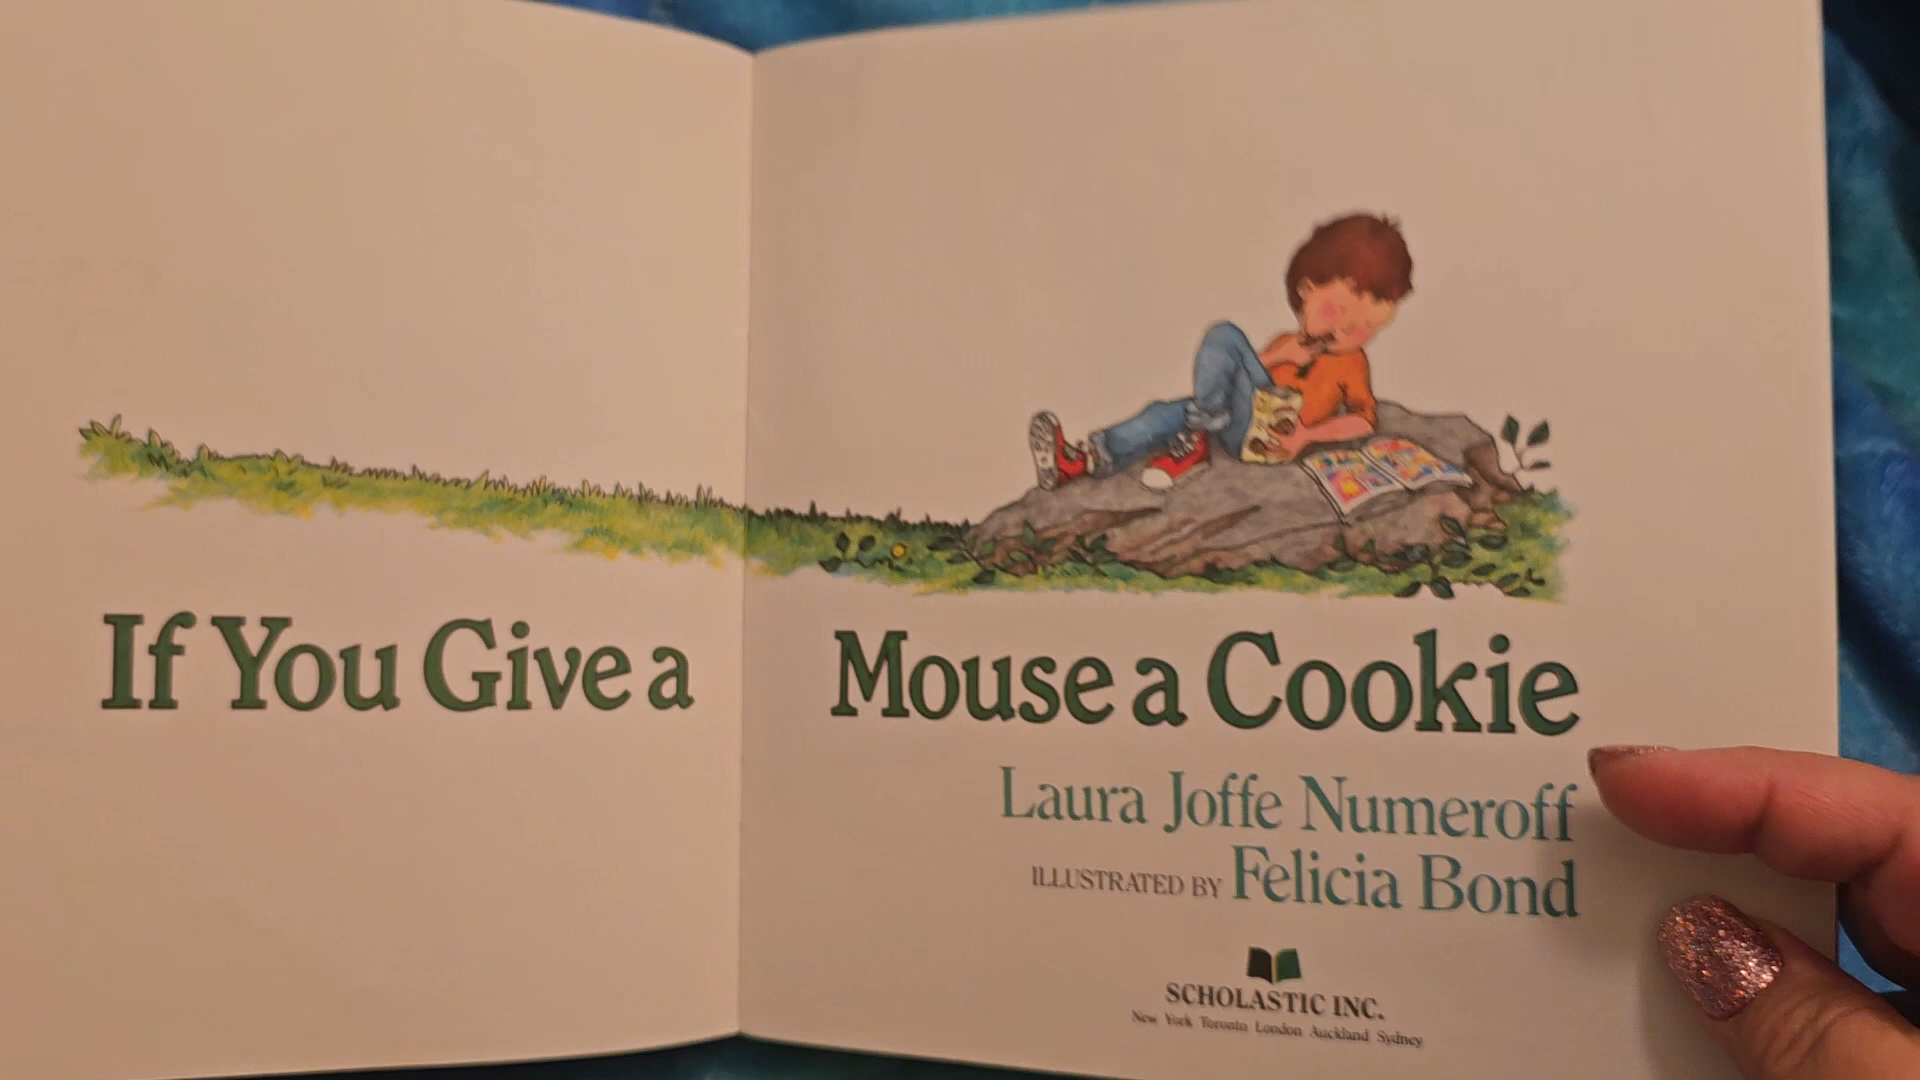 If You Give a Mouse a Cookie
Laura Joffe Numeroff
ILLUSTRATED BY Felicia Bond
SCHOLASTIC INC.
New York Toronto London Auckland Sydney